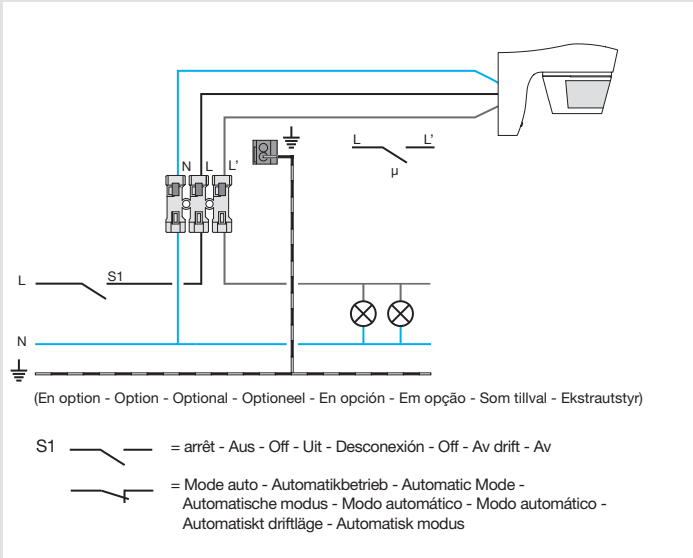 N L L'
L L'
µ
L S1
N
(En option - Option - Optional - Optioneel - En opción - Em opção - Som tillval - Ekstrautstyr)
S1 = arrêt - Aus - Off - Uit - Desconexión - Off - Av drift - Av
= Mode auto - Automatikbetrieb - Automatic Mode -
Automatische modus - Modo automático - Modo automático -
Automatiskt driftläge - Automatisk modus